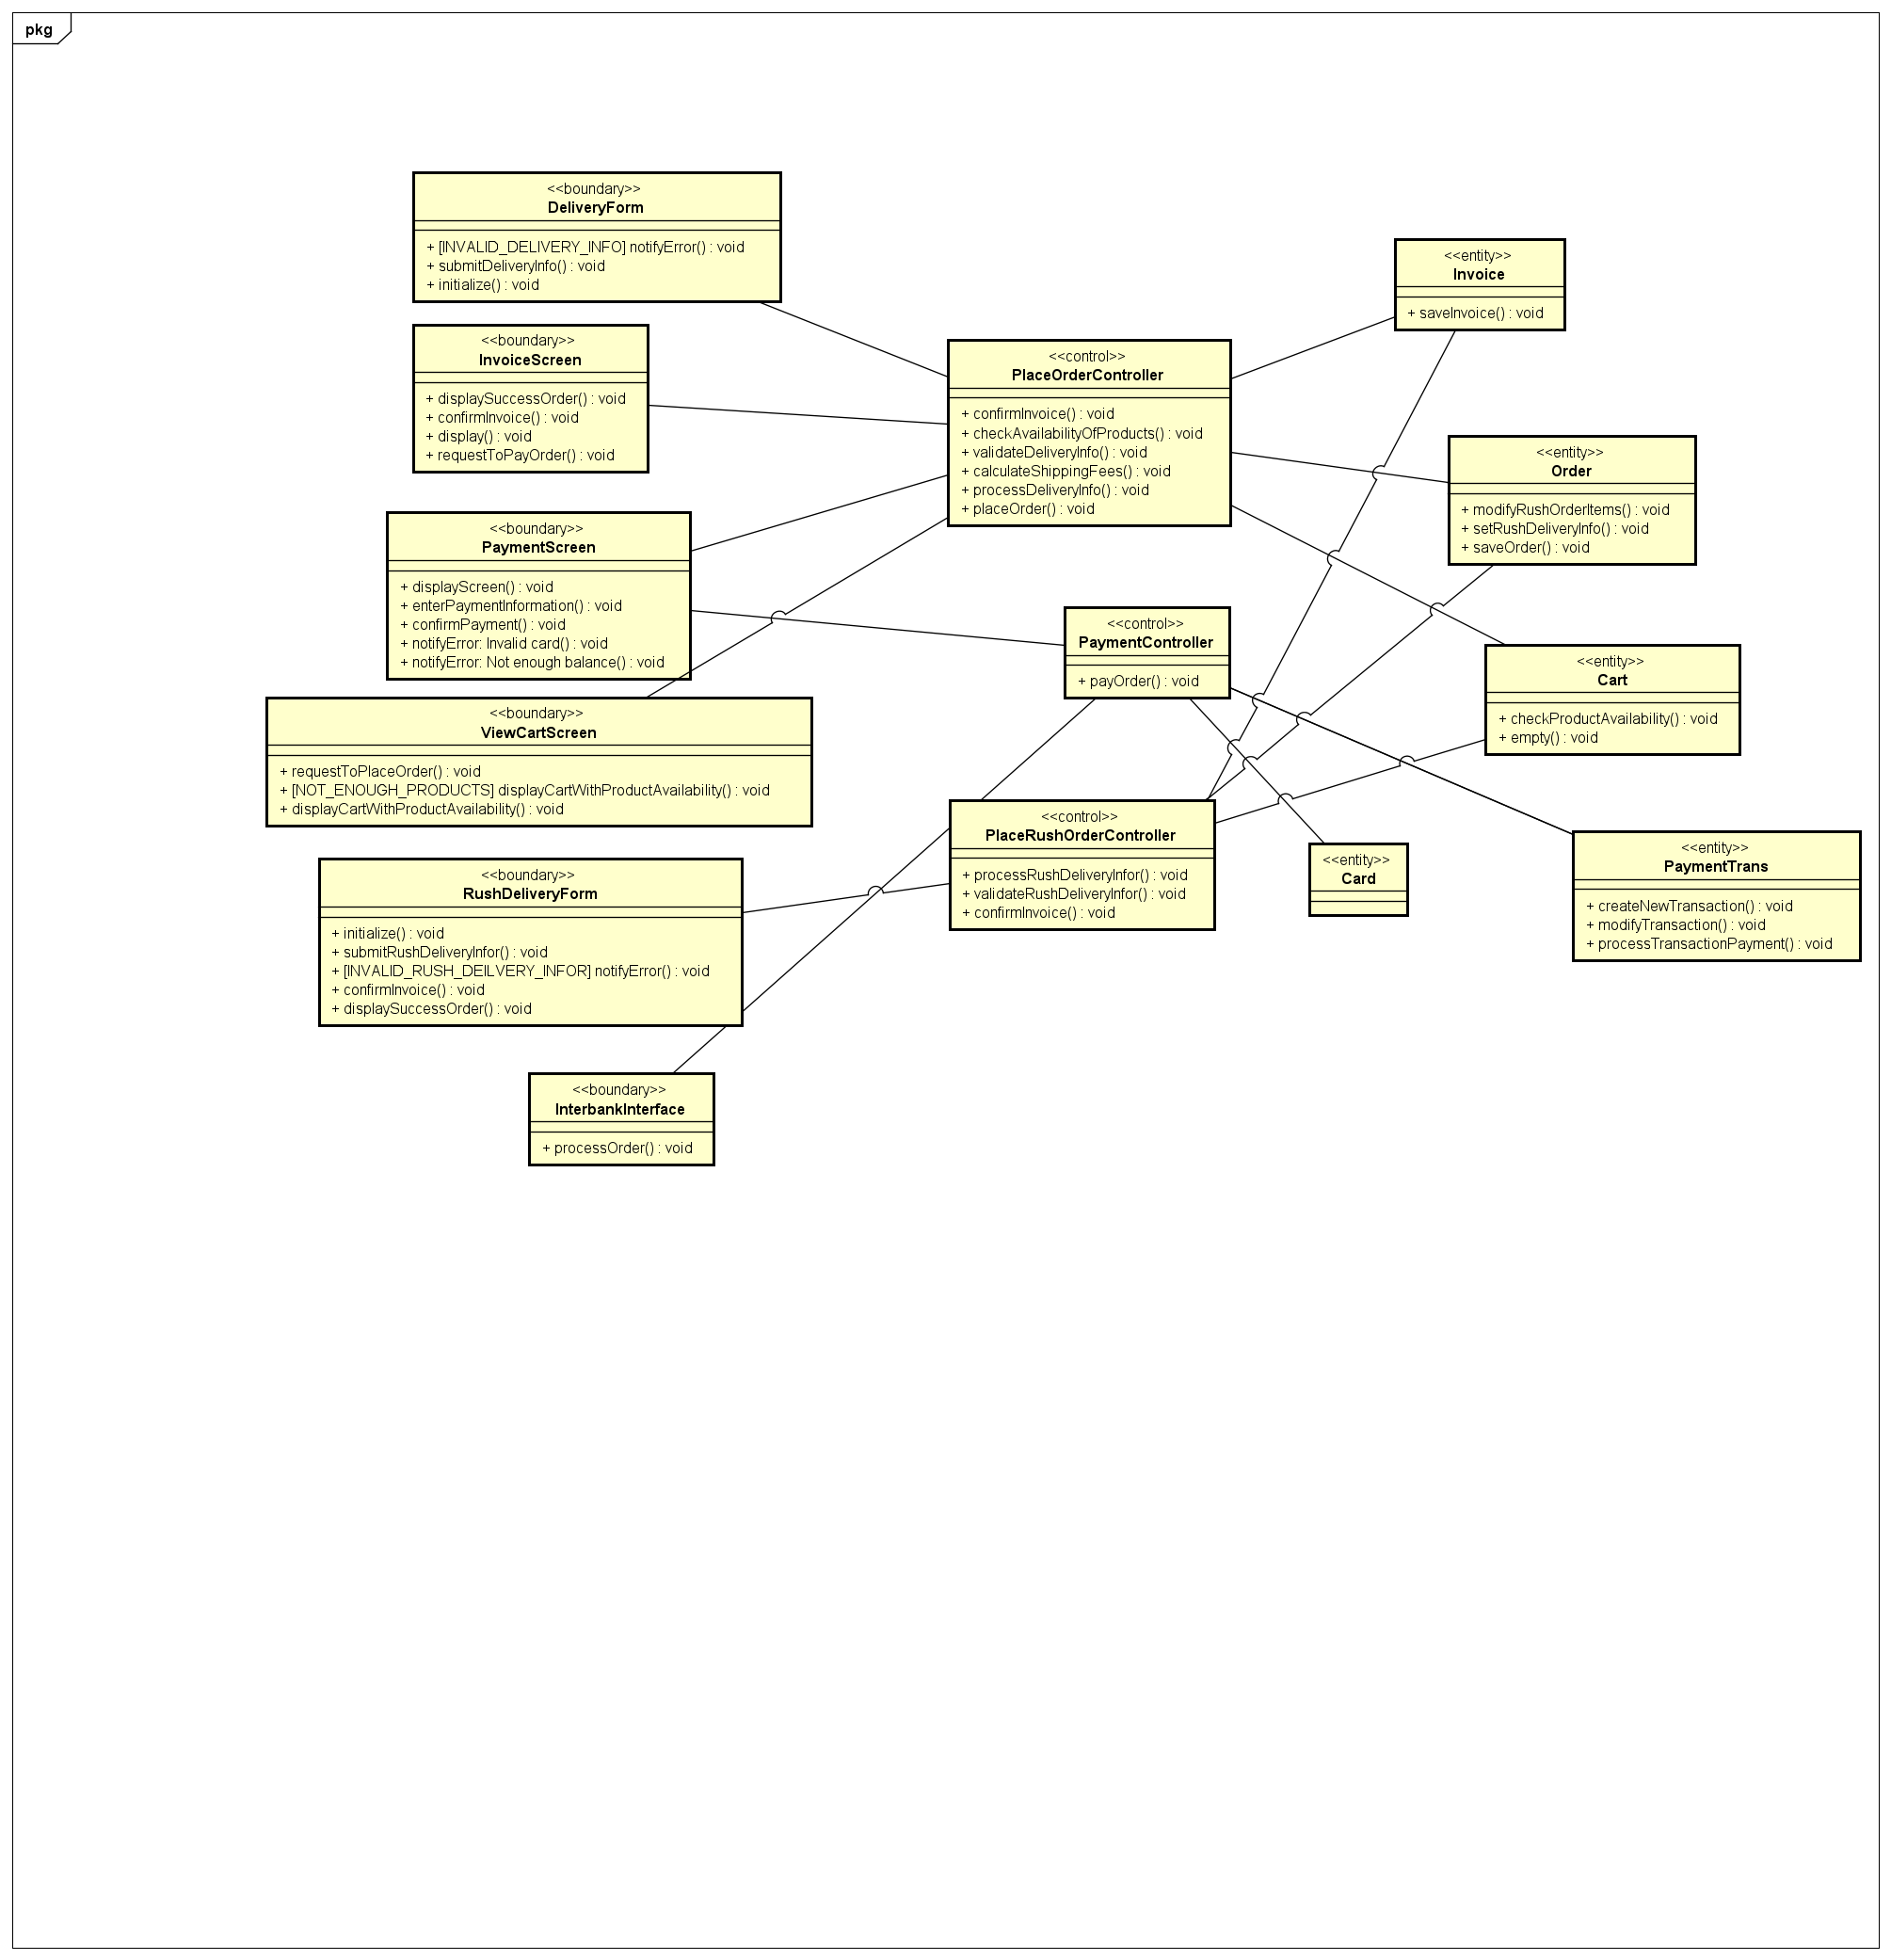 pkg
<<boundary>>
DeliveryForm
+ [INVALID_DELIVERY_INFO] notifyError() : void
+ submitDeliveryInfo() : void
+ initialize() : void
<<boundary>>
InvoiceScreen
+ displaySuccessOrder() : void
+ confirmInvoice() : void
+ display() : void
+ requestToPayOrder() : void
<<boundary>>
PaymentScreen
+ displayScreen() : void
+ enterPaymentInformation() : void
+ confirmPayment() : void
+ notifyError: Invalid card() : void
+ notifyError: Not enough balance() : void
<<boundary>>
ViewCartScreen
+ requestToPlaceOrder() : void
+ [NOT_ENOUGH_PRODUCTS] displayCartWithProductAvailability() : void
+ displayCartWithProductAvailability() : void
<<boundary>>
RushDeliveryForm
+ initialize() : void
+ submitRushDeliveryInfor() : void
+ [INVALID_RUSH_DEILVERY_INFOR] notifyError() : void
+ confirmInvoice() : void
+ displaySuccessOrder() : void
<<boundary>>
InterbankInterface
+ processOrder() : void
<<control>>
PlaceOrderController
+ confirmInvoice() : void
+ checkAvailabilityOfProducts() : void
+ validateDeliveryInfo() : void
+ calculateShippingFees() : void
+ processDeliveryInfo() : void
+ placeOrder() : void
<<control>>
PaymentController
+ payOrder() : void
<<control>>
PlaceRushOrderController
+ processRushDeliveryInfor() : void
+ validateRushDeliveryInfor() : void
+ confirmInvoice() : void
<<entity>>
Invoice
+ saveInvoice() : void
<<entity>>
Order
+ modifyRushOrderItems() : void
+ setRushDeliveryInfo() : void
+ saveOrder() : void
<<entity>>
Cart
+ checkProductAvailability() : void
+ empty() : void
<<entity>>
Card
<<entity>>
PaymentTrans
+ createNewTransaction() : void
+ modifyTransaction() : void
+ processTransactionPayment() : void